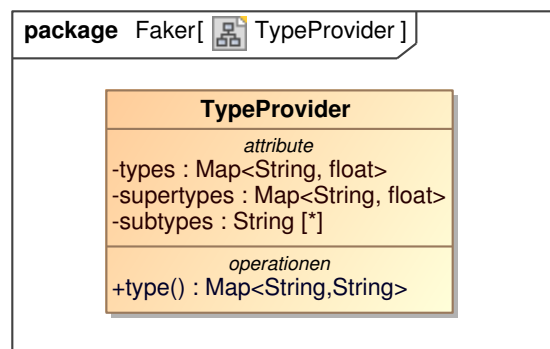 package Faker[ TypeProvider ]
TypeProvider
attribute
-types : Map<String, float>
-supertypes : Map<String, float>
-subtypes : String [*]
operationen
+type() : Map<String,String>